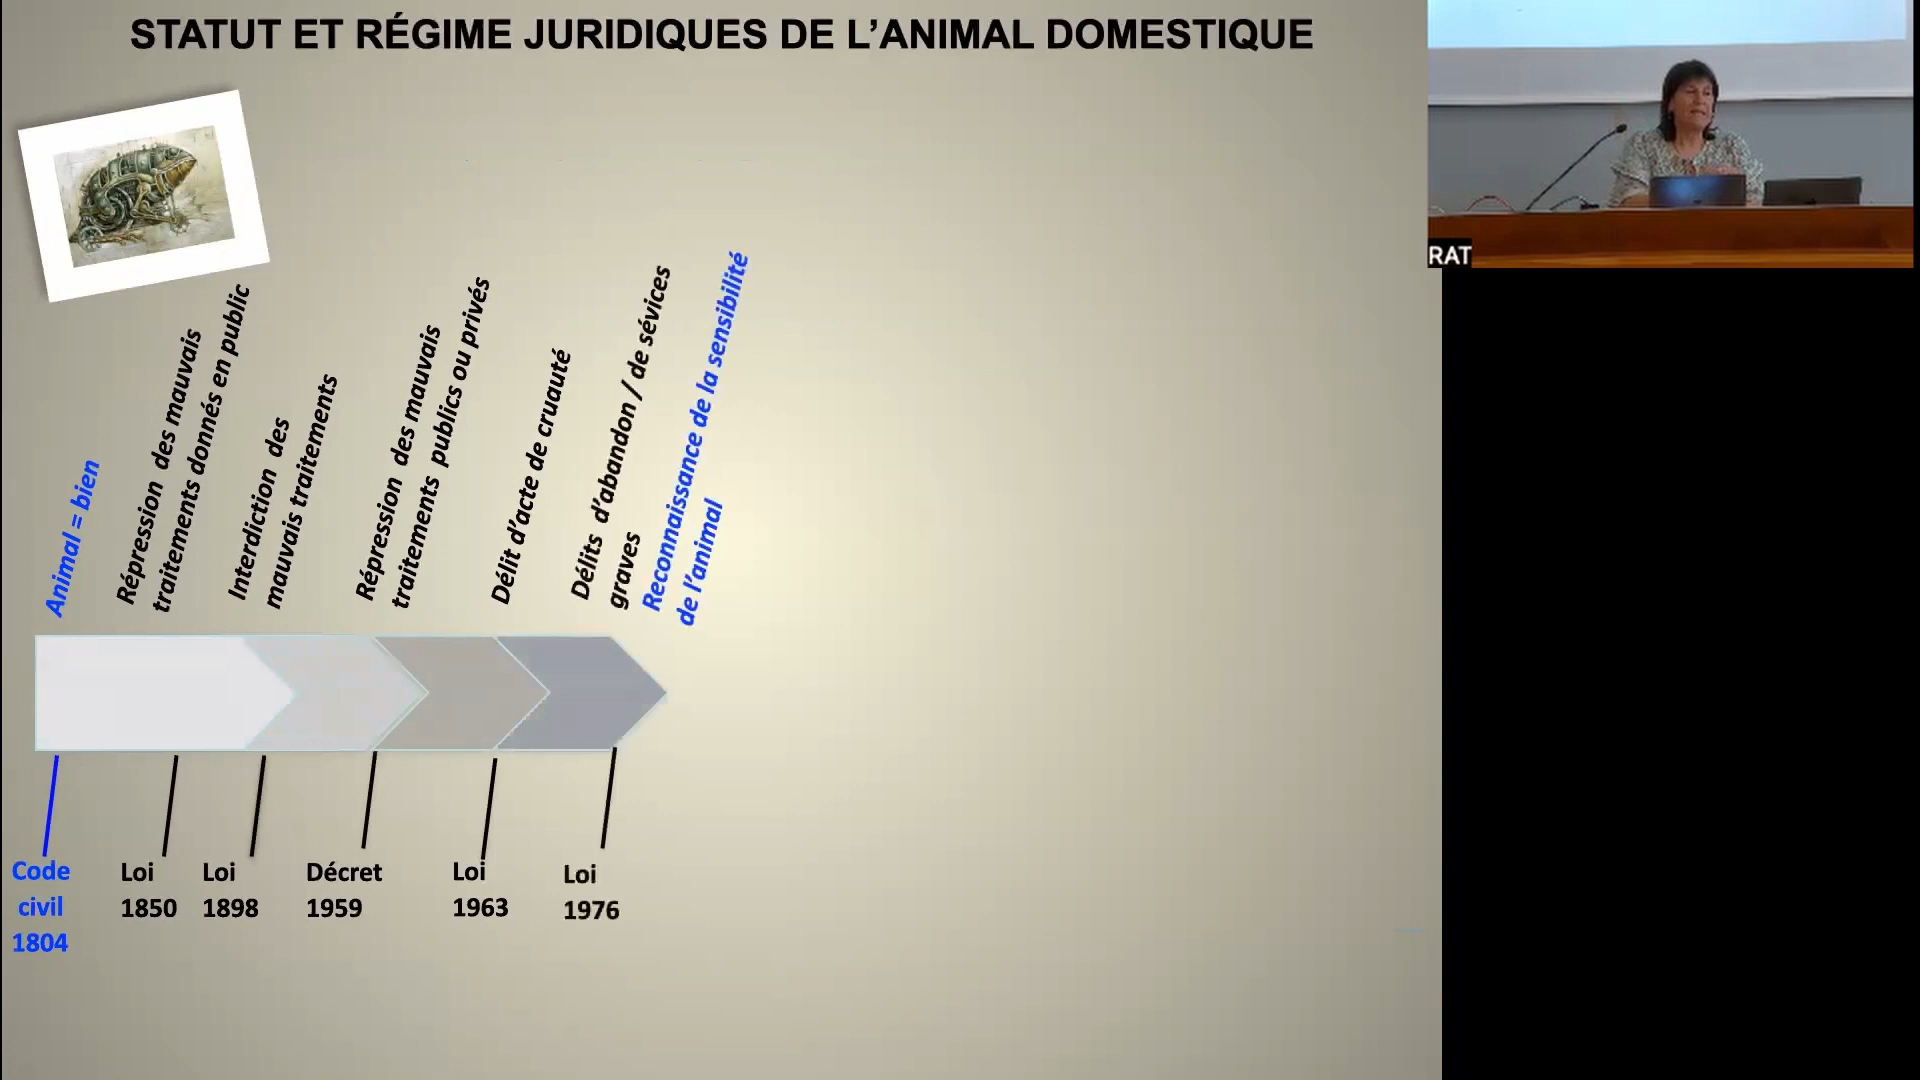 STATUT ET RÉGIME JURIDIQUES DE L’ANIMAL DOMESTIQUE
RAT
Animal = bien
Répression des mauvais
traitements donnés en public
Interdiction des
mauvais traitements
Répression des mauvais
traitements publics ou privés
Délit d’acte de cruauté
Délits d’abandon / de sévices
graves
Reconnaissance de la sensibilité
de l’animal
Code
civil
1804
Loi
1850
Loi
1898
Décret
1959
Loi
1963
Loi
1976